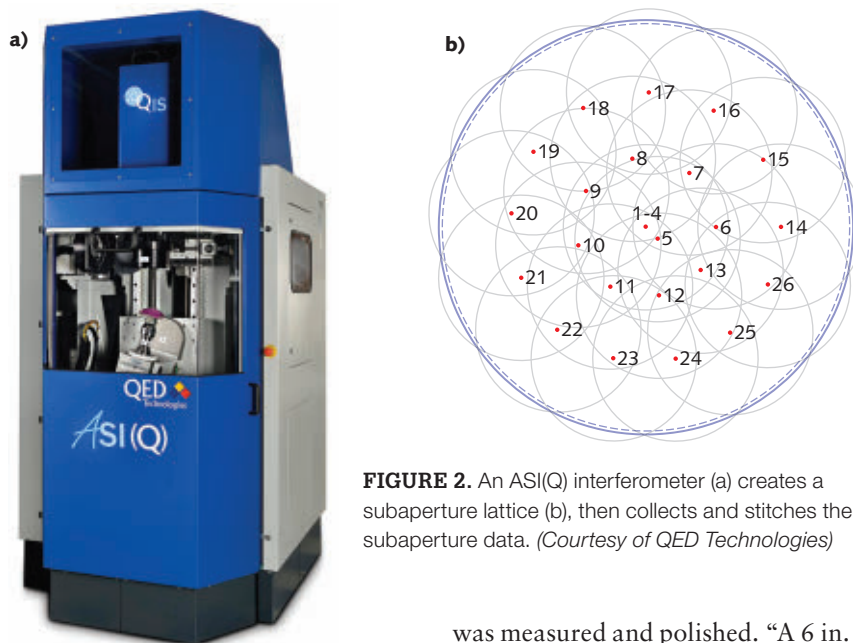 a)
QIS
QED
Technologies
ASI(Q)
b)
17
18
16
19
8
15
7
9
20
1-4
6
14
5
10
13
21
11
12
26
22
25
23
24
FIGURE 2. An ASI(Q) interferometer (a) creates a
subaperture lattice (b), then collects and stitches the
subaperture data. (Courtesy of QED Technologies)
was measured and polished. “A 6 in.